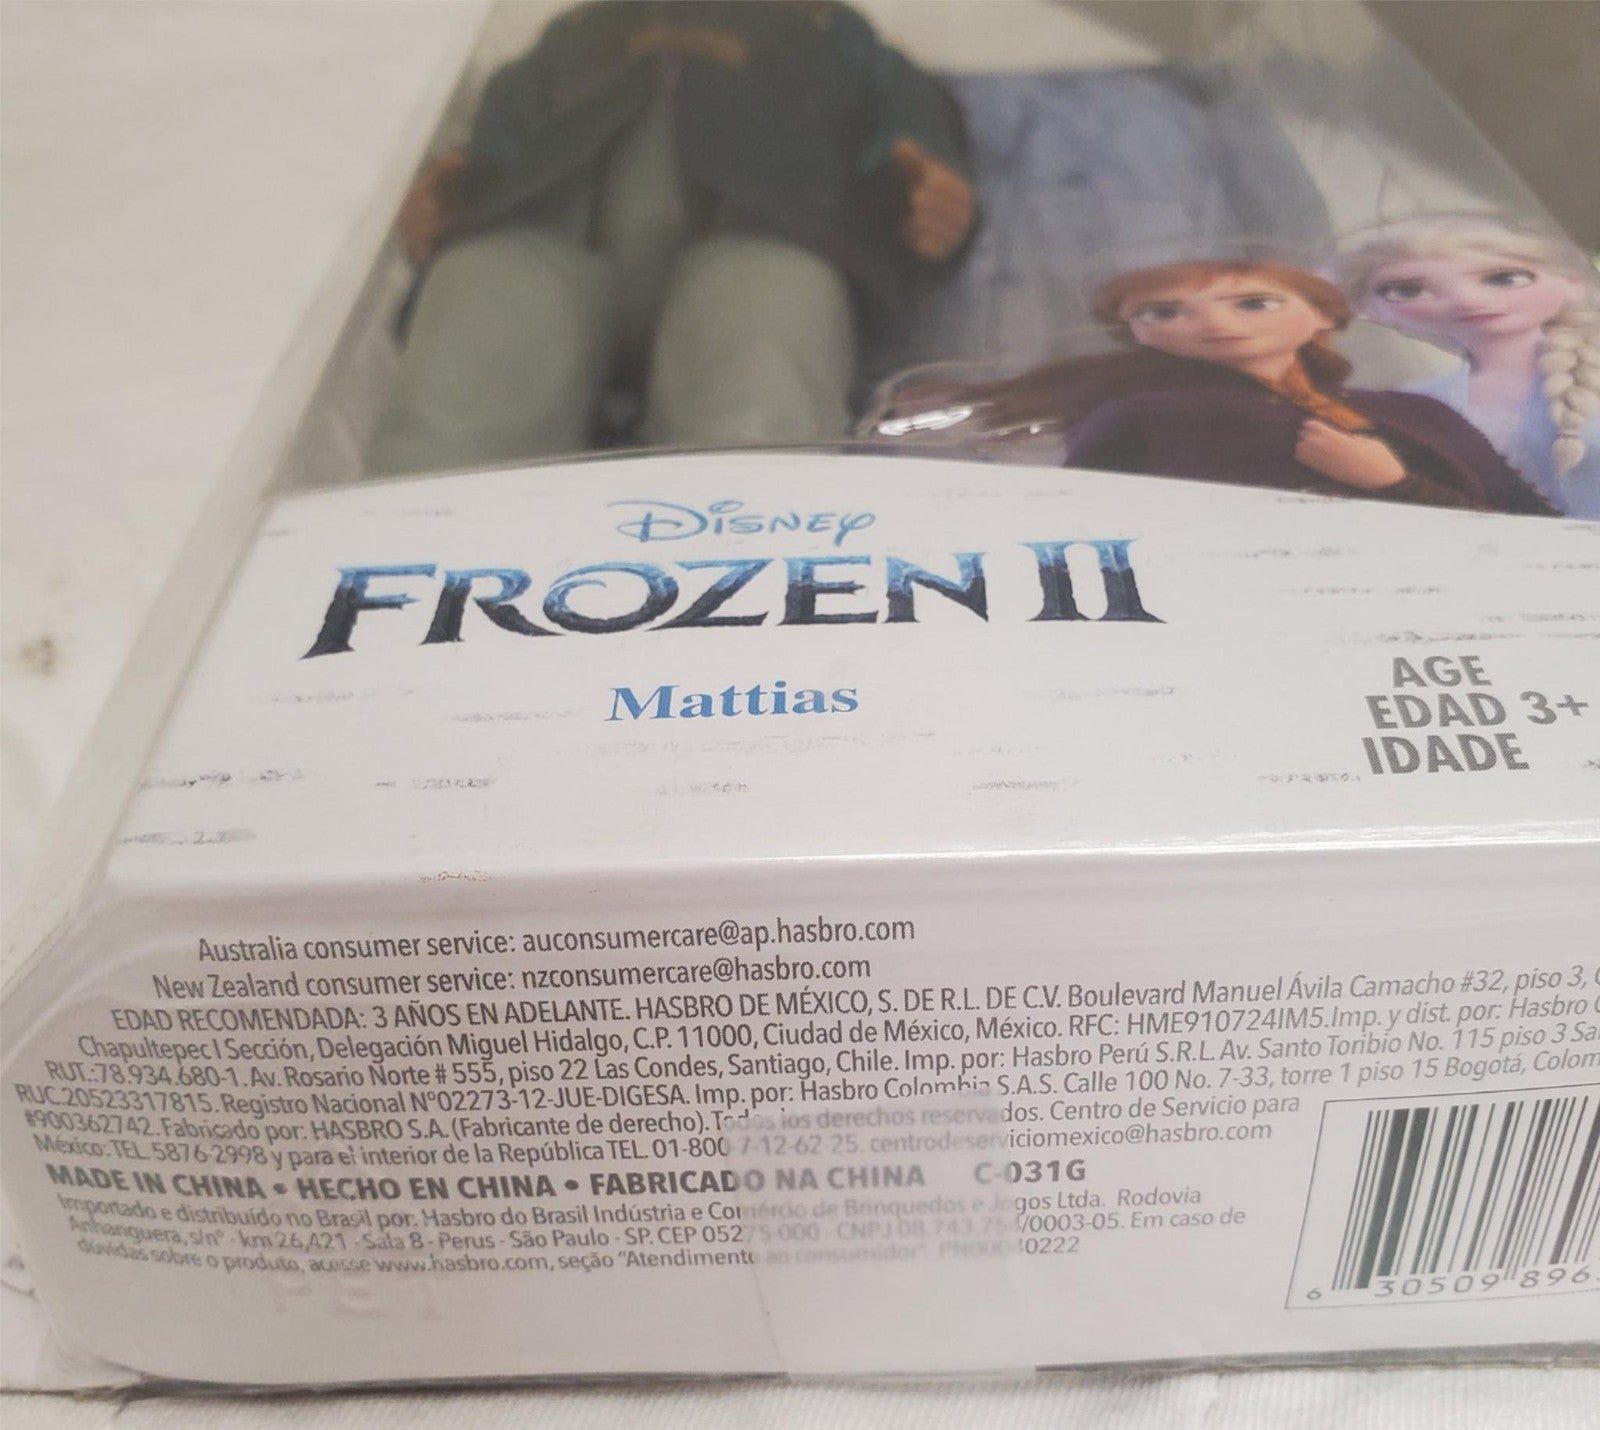 DISNEY
FROZEN II
Mattias
AGE
EDAD 3+
IDADE
Australia consumer service: auconsumercare@ap.hasbro.com
New Zealand consumer service: nzconsumercare@hasbro.com
EDAD RECOMENDADA: 3 AÑOS EN ADELANTE. HASBRO DE MÉXICO, S. DE R.L. DE C.V. Boulevard Manuel Ávila Camacho #32, piso 3,
Chapultepec I Sección, Delegación Miguel Hidalgo, C.P. 11000, Ciudad de México, México. RFC: HME910724IM5. Imp. y dist. por: Hasbro
RUT.:78.934.680-1. Av. Rosario Norte # 555, piso 22 Las Condes, Santiago, Chile. Imp. por: Hasbro Perú S.R.L. Av. Santo Toribio No. 115 piso 3
RUC.20523317815. Registro Nacional N°02273-12-JUE-DIGESA. Imp. por: Hasbro Colombia S.A.S. Calle 100 No. 7-33, torre 1 piso 15 Bogotá,
#900362742. Fabricado por: HASBRO S.A. (Fabricante de derecho). Todos los derechos reservados. Centro de Servicio para
México: TEL. 5876-2998 y para el interior de la República TEL. 01-800 7-12-62-25. centrodeserviciomexico@hasbro.com
MADE IN CHINA • HECHO EN CHINA • FABRICADO NA CHINA C-031G
Importado e distribuído no Brasil por: Hasbro do Brasil Indústria e Comércio de Brinquedos e Jogos Ltda. Rodovia
Anhanguera, s/nº - km 26,421 - Sala 8 - Perus - São Paulo - SP. CEP 05275-000 - CNPJ 08.743.754/0003-05. Em caso de
dúvidas sobre o produto, acesse www.hasbro.com, seção "Atendimento ao consumidor".
6 30509 896